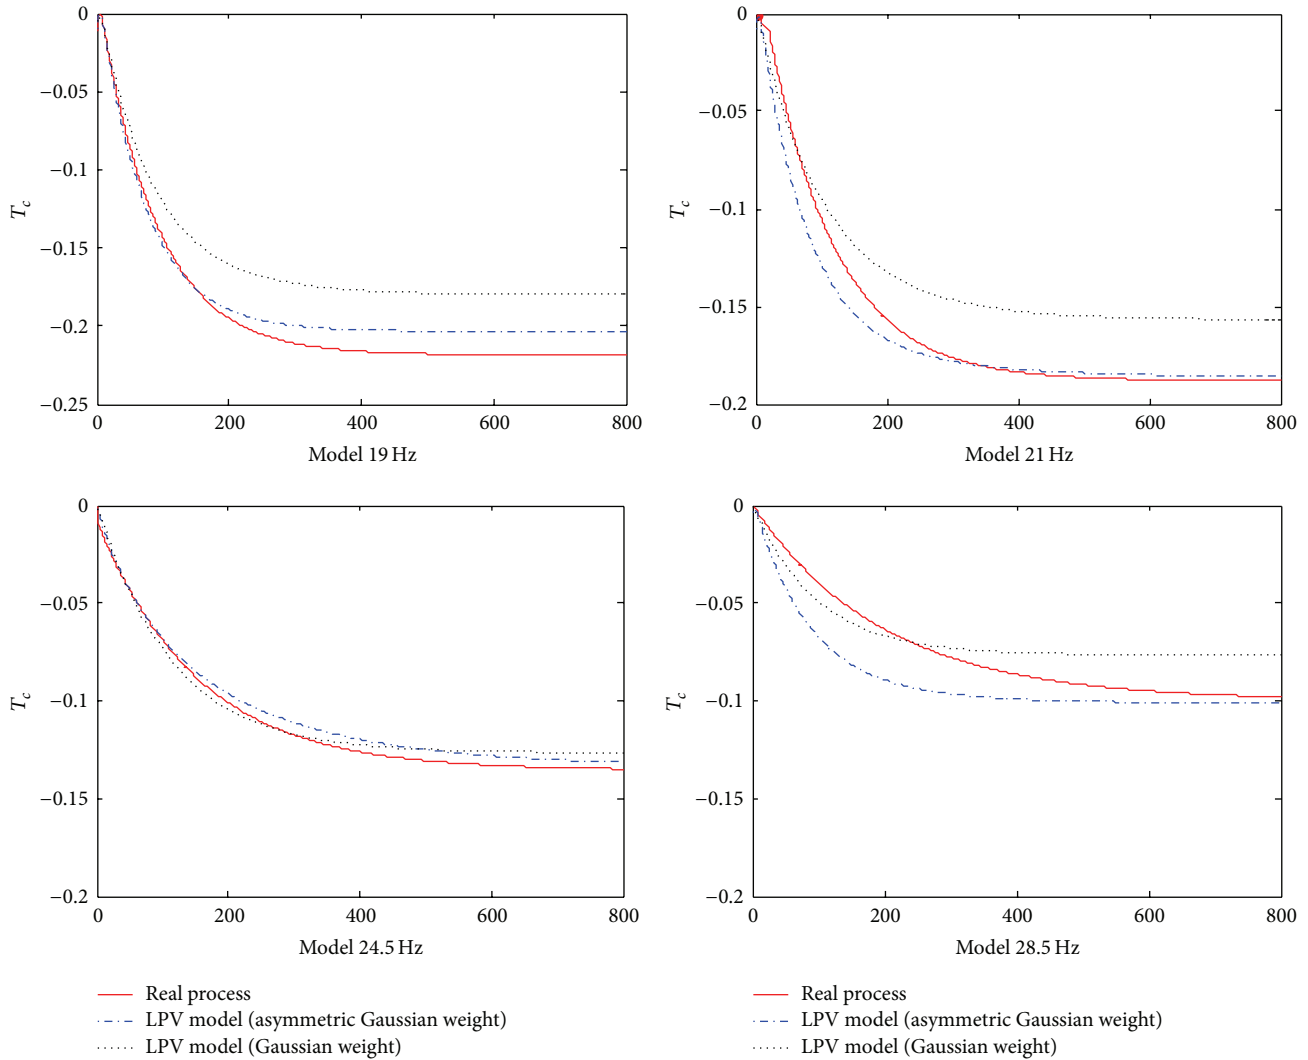 0
−0.05
−0.1
−0.15
−0.2
−0.25
T_c
0 200 400 600 800
Model 19 Hz
0
−0.05
−0.1
−0.15
−0.2
T_c
0 200 400 600 800
Model 21 Hz
0
−0.05
−0.1
−0.15
−0.2
T_c
0 200 400 600 800
Model 24.5 Hz
0
−0.05
−0.1
−0.15
−0.2
T_c
0 200 400 600 800
Model 28.5 Hz
Real process
LPV model (asymmetric Gaussian weight)
LPV model (Gaussian weight)
Real process
LPV model (asymmetric Gaussian weight)
LPV model (Gaussian weight)